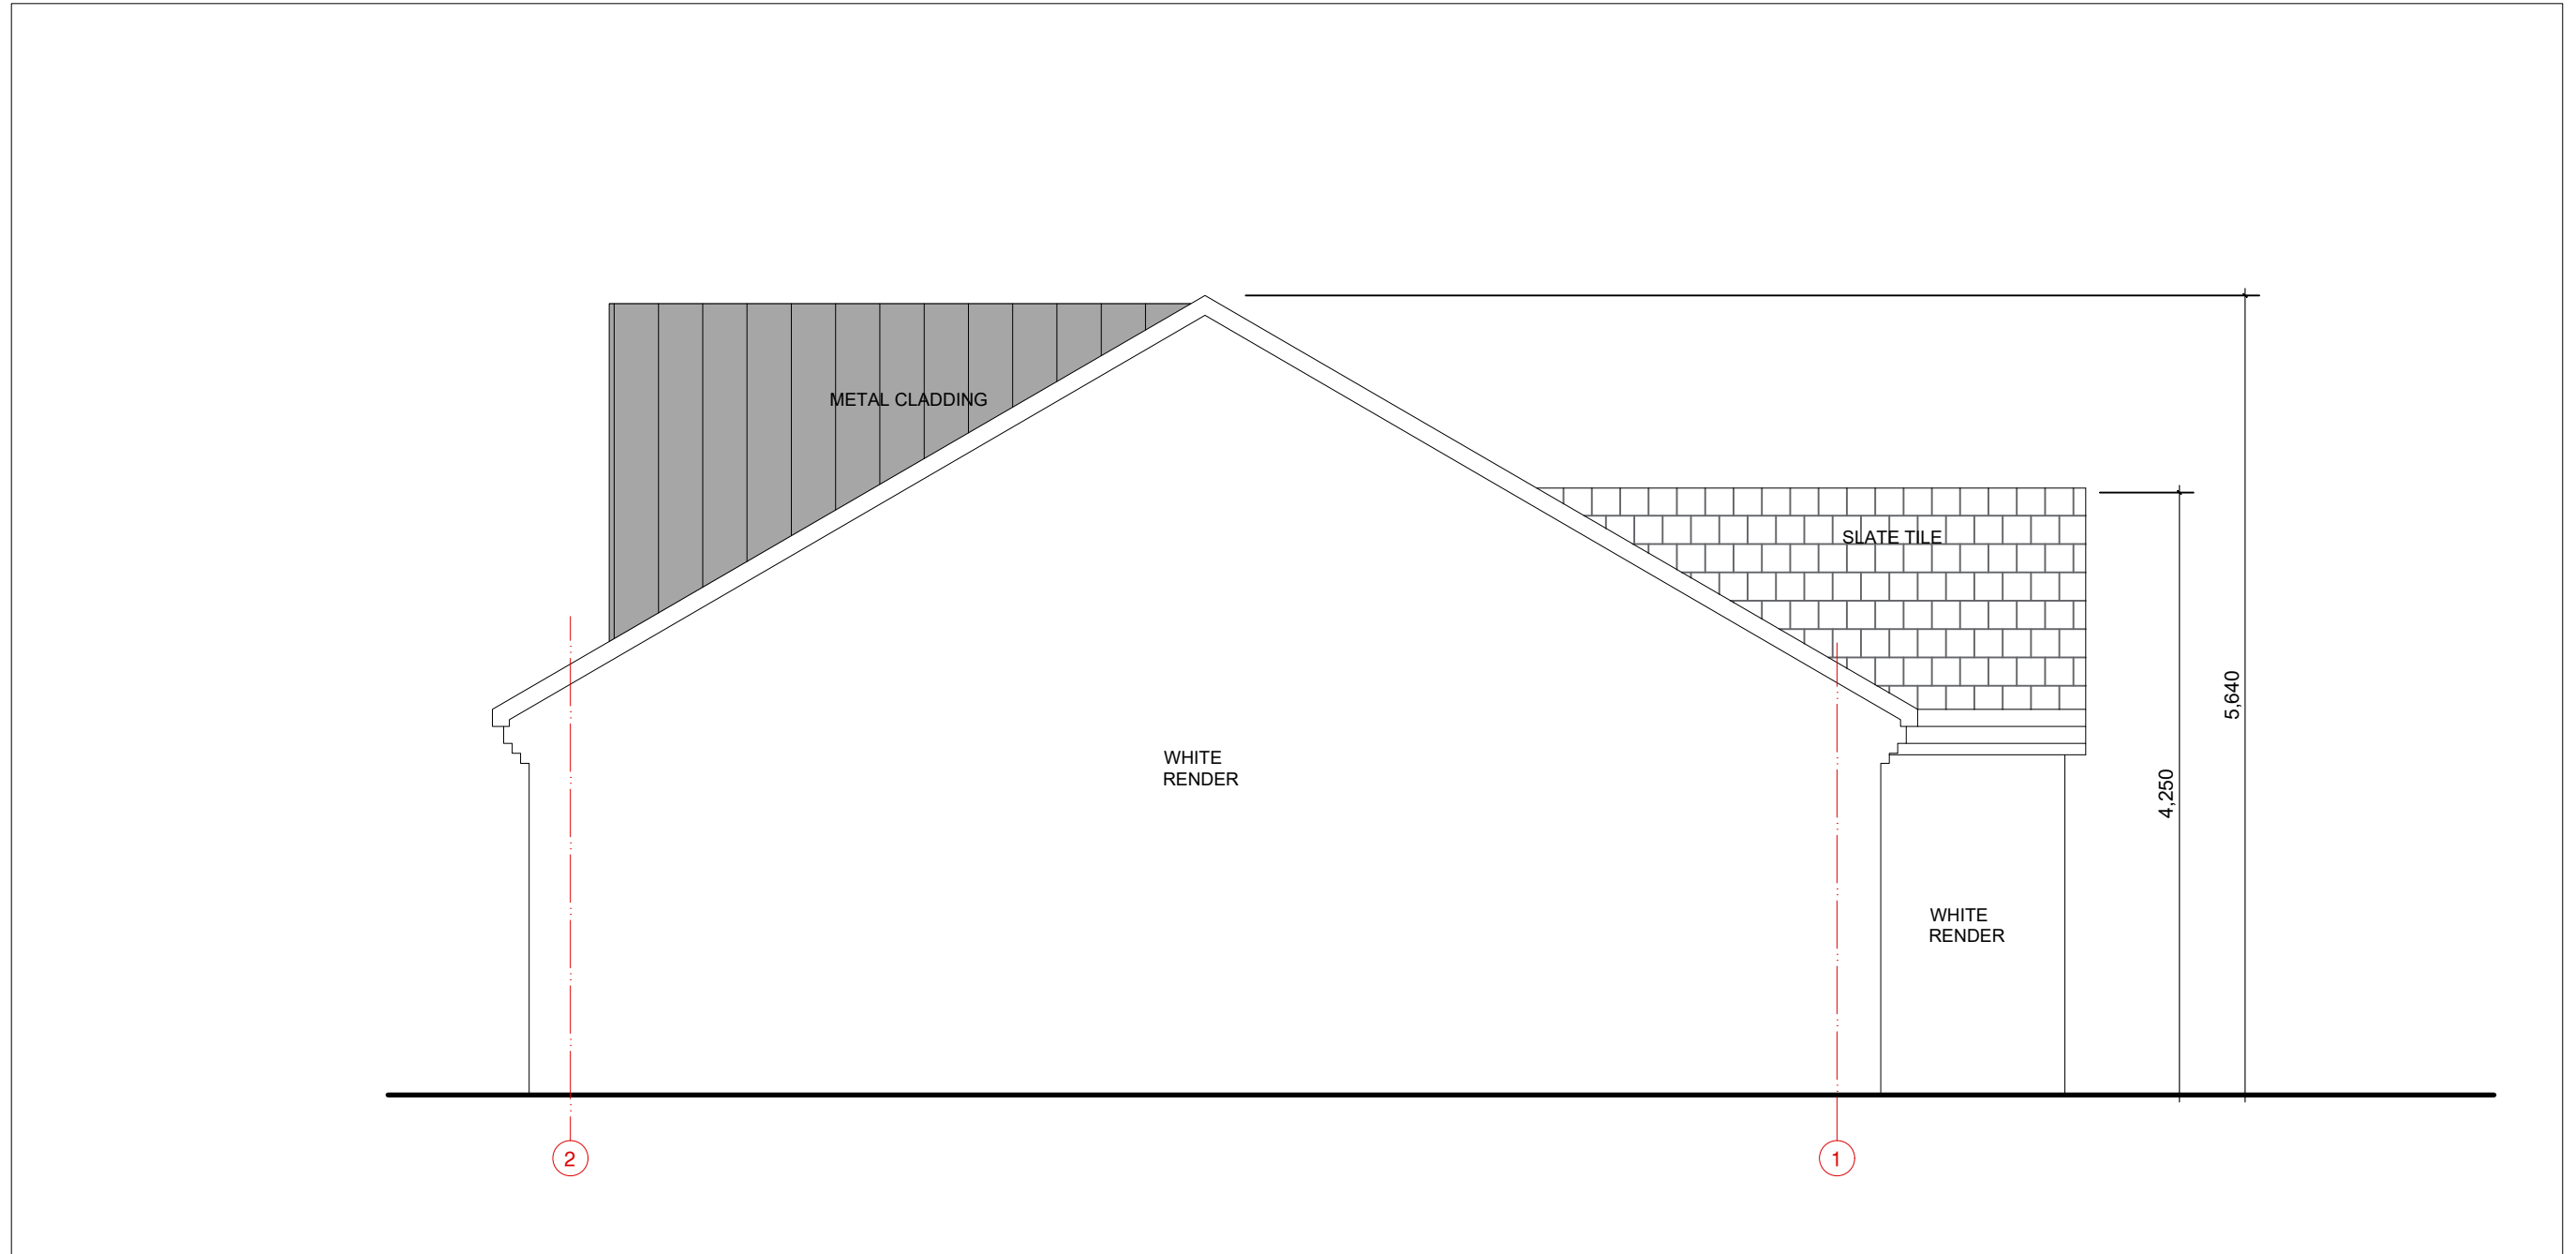 METAL CLADDING
SLATE TILE
5,640
4,250
WHITE
RENDER
WHITE
RENDER
2
1